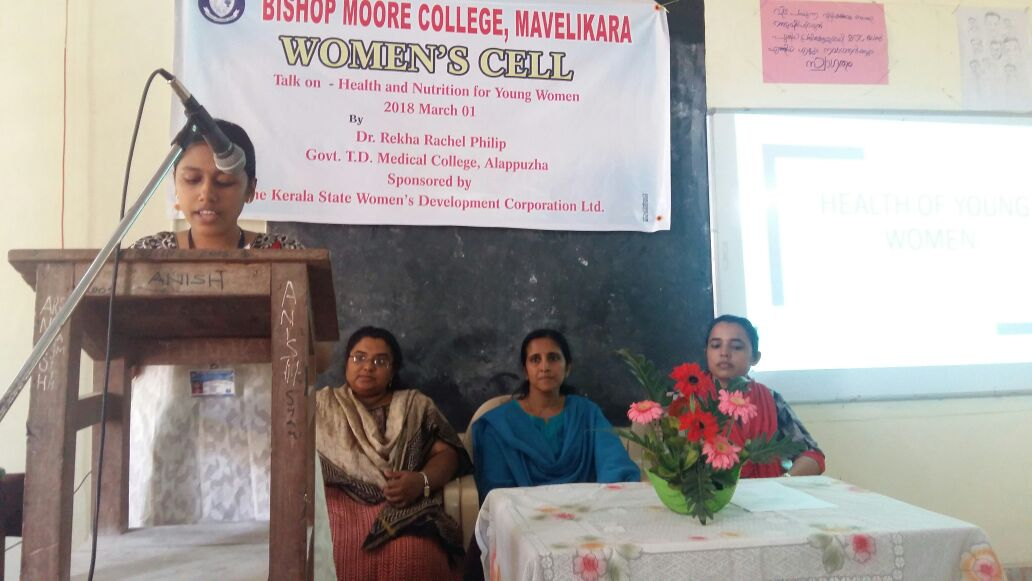 BISHOP MOORE COLLEGE, MAVELIKARA
WOMEN'S CELL
Talk on - Health and Nutrition for Young Women
2018 March 01
By
Dr. Rekha Rachel Philip
Govt. T.D. Medical College, Alappuzha
Sponsored by
he Kerala State Women's Development Corporation Ltd.
സ്വാഗതം
HEALTH OF YOUNG
WOMEN
ANISH
ANISH